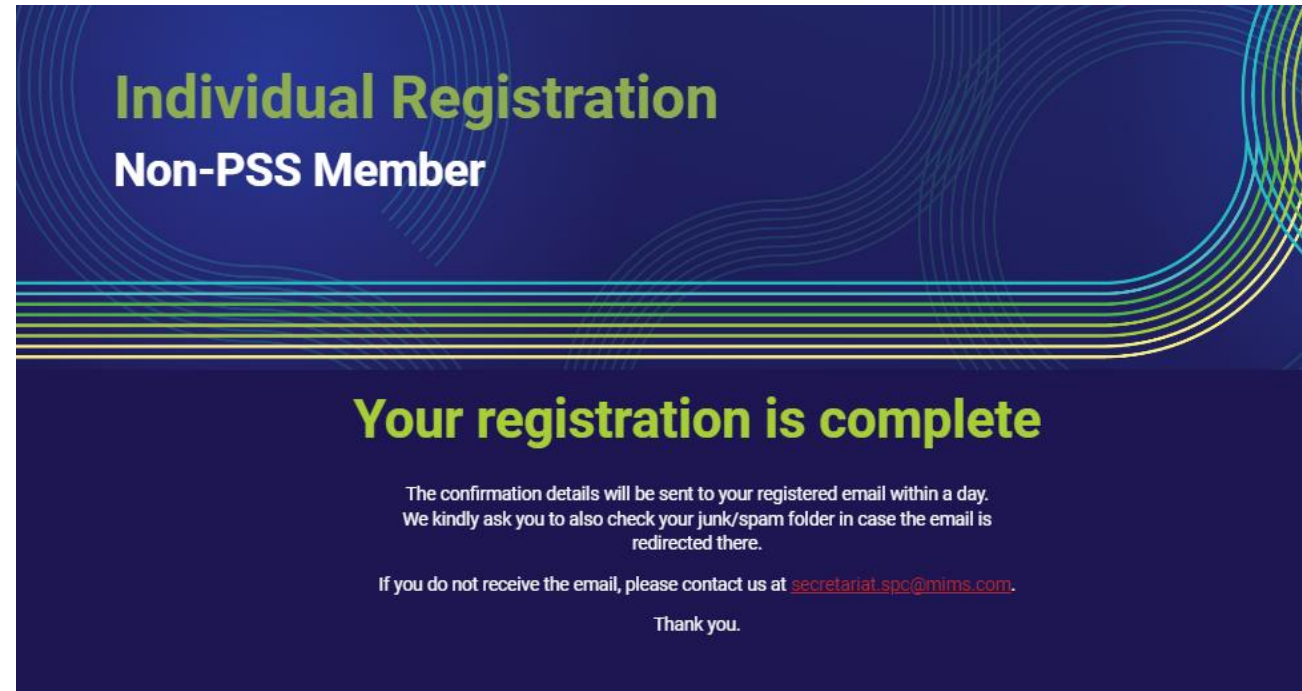 Individual Registration
Non-PSS Member
Your registration is complete
The confirmation details will be sent to your registered email within a day.
We kindly ask you to also check your junk/spam folder in case the email is
redirected there.
If you do not receive the email, please contact us at secretariat.spc@mims.com.
Thank you.